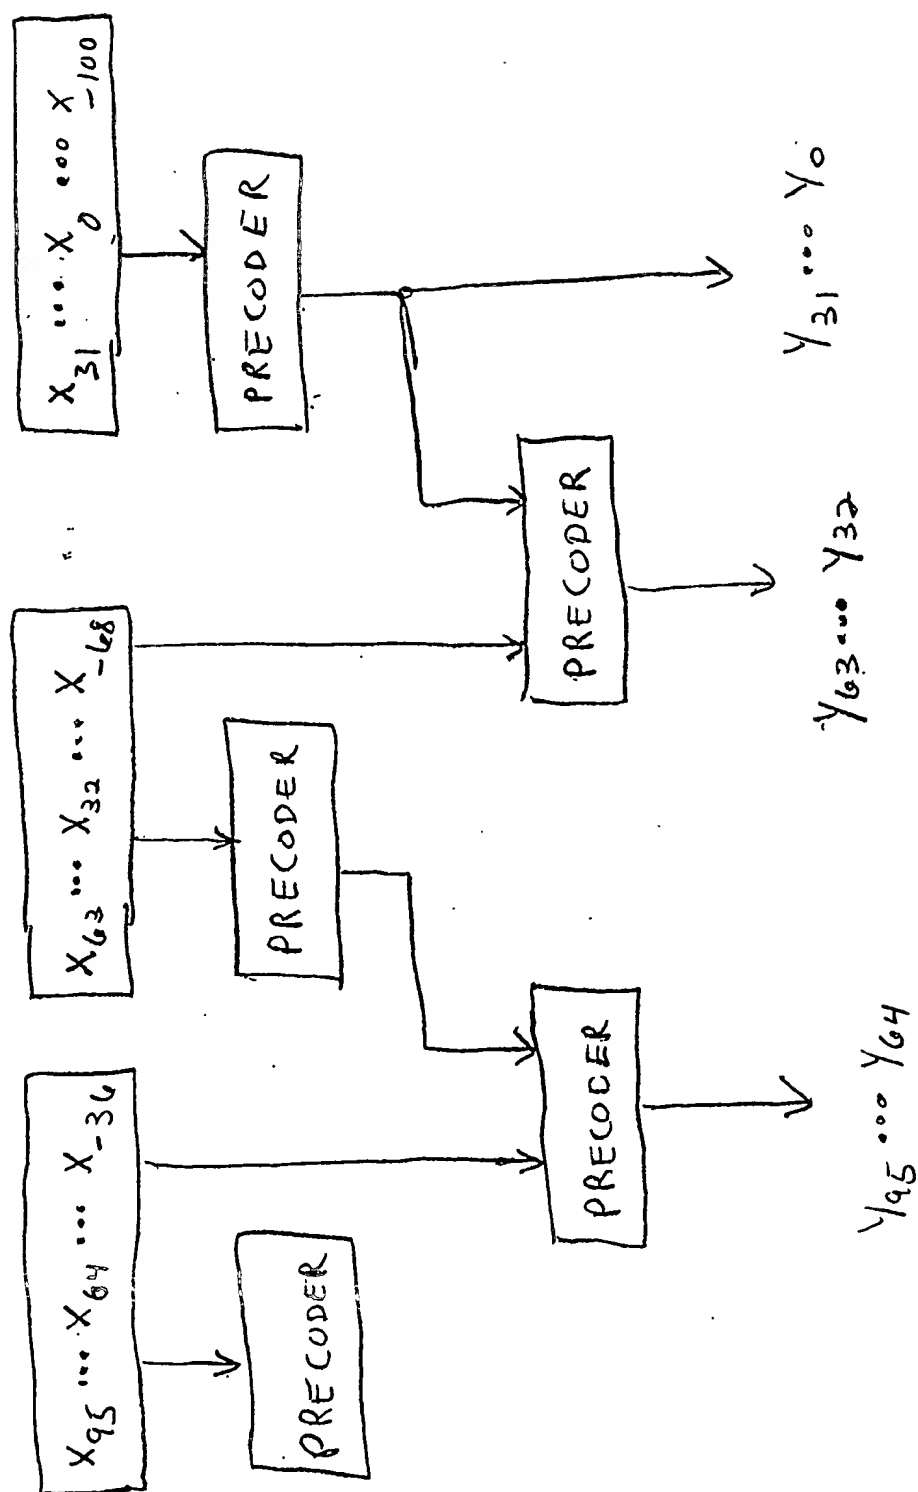 X₃₁ ... X₀ ... X₋₁₀₀
PRECODER
Y₃₁ ... Y₀
X₆₃ ... X₃₂ ... X₋₆₈
PRECODER
PRECODER
Y₆₃ ... Y₃₂
X₉₅ ... X₆₄ ... X₋₃₆
PRECODER
PRECODER
Y₉₅ ... Y₆₄